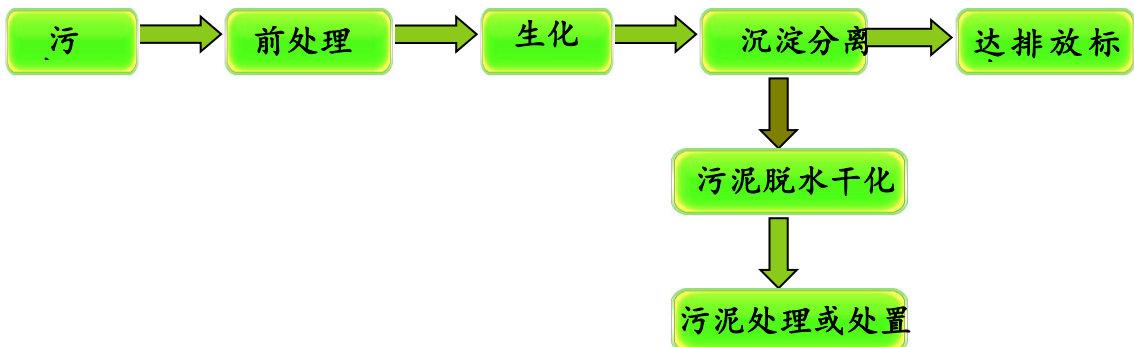 污
前处理
生化
沉淀分离
达排放标
污泥脱水干化
污泥处理或处置